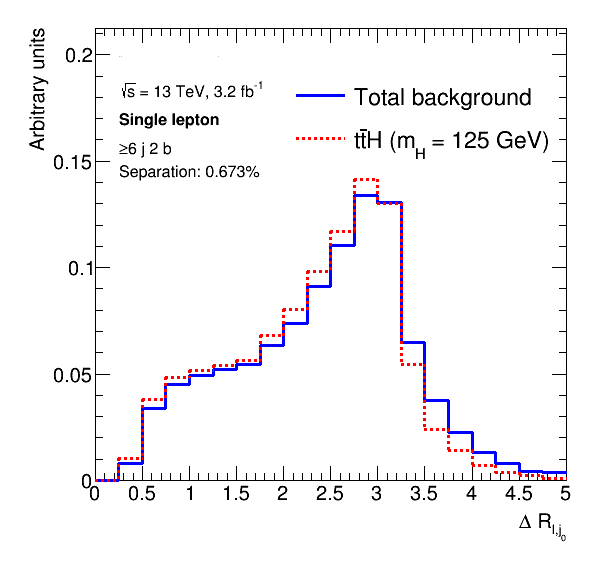 Arbitrary units
0.2
0.15
0.1
0.05
0
√s = 13 TeV, 3.2 fb⁻¹
Single lepton
≥6 j 2 b
Separation: 0.673%
Total background
tt̄H (m_H = 125 GeV)
0 0.5 1 1.5 2 2.5 3 3.5 4 4.5 5
Δ R_l,j₀